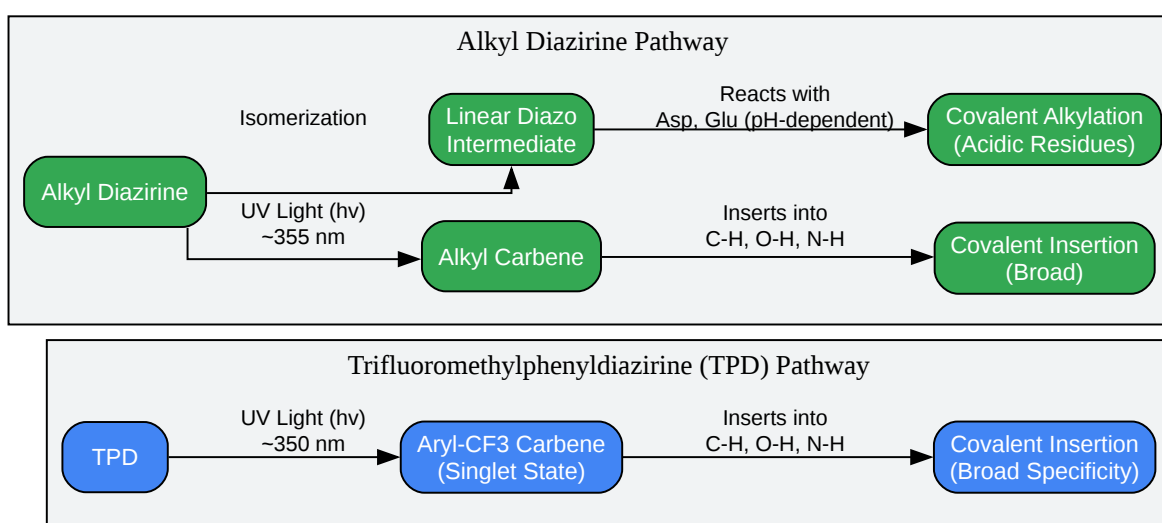 Alkyl Diazirine Pathway
Isomerization
Linear Diazo
Intermediate
Reacts with
Asp, Glu (pH-dependent)
Covalent Alkylation
(Acidic Residues)
Alkyl Diazirine
UV Light (hv)
~355 nm
Alkyl Carbene
Inserts into
C-H, O-H, N-H
Covalent Insertion
(Broad)
Trifluoromethylphenyldiazirine (TPD) Pathway
TPD
UV Light (hv)
~350 nm
Aryl-CF3 Carbene
(Singlet State)
Inserts into
C-H, O-H, N-H
Covalent Insertion
(Broad Specificity)